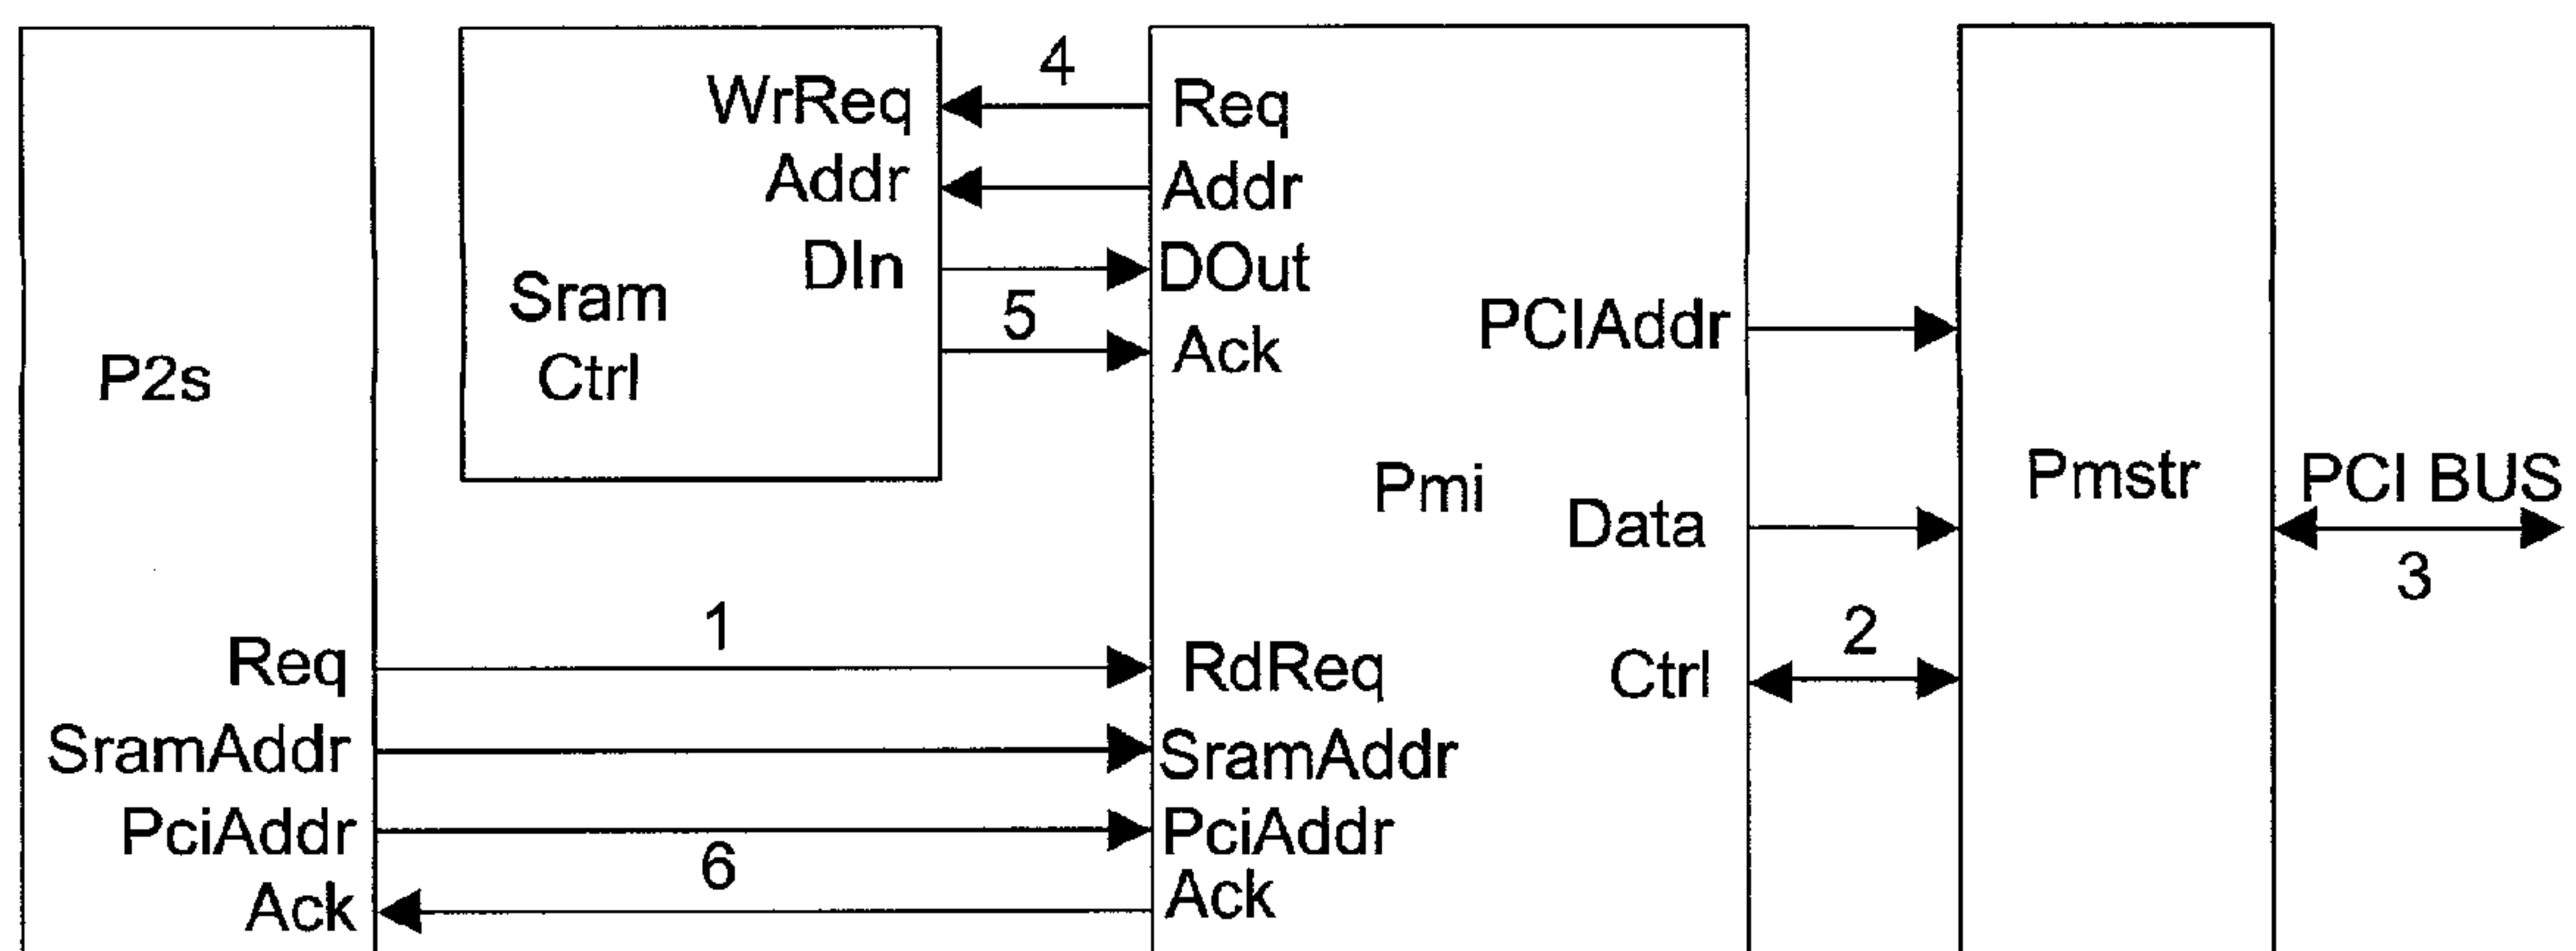 P2s
Req
SramAddr
PciAddr
Ack
Sram
Ctrl
WrReq
Addr
DIn
4
5
1
6
Req
Addr
DOut
Ack
Pmi
RdReq
SramAddr
PciAddr
Ack
PCIAddr
Data
Ctrl
2
Pmstr
PCI BUS
3